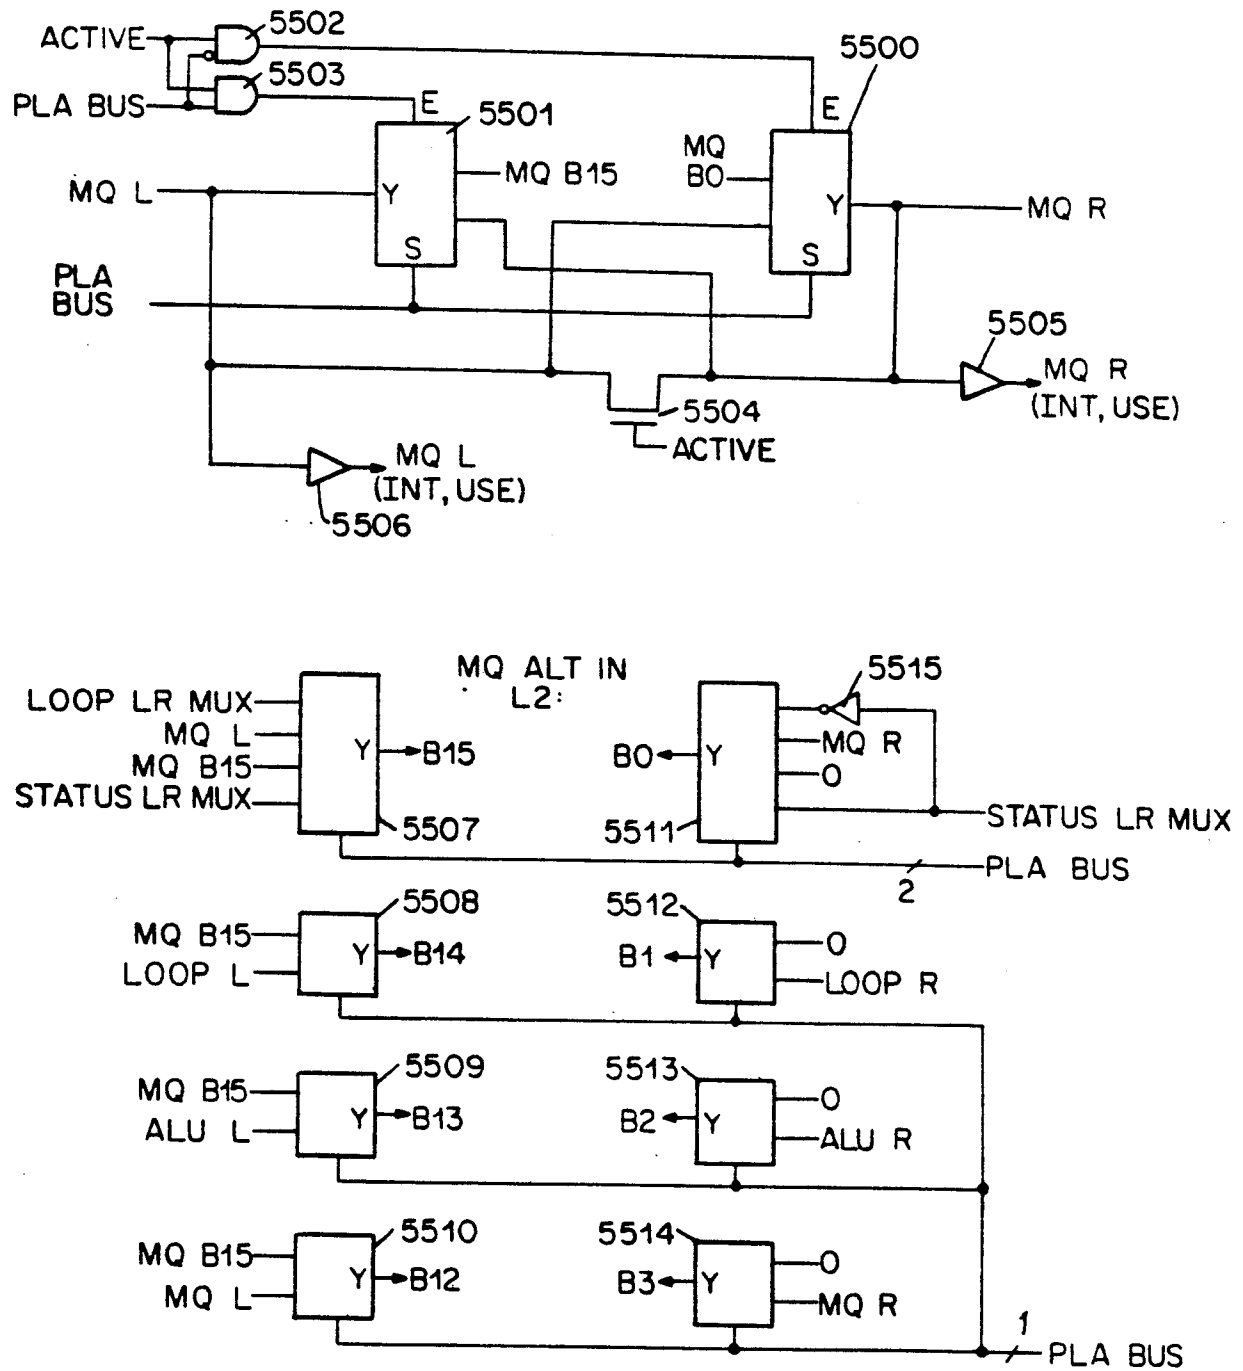 5502
ACTIVE
5503
5500
PLA BUS
E
5501
E
MQ
B0
MQ L
Y
MQ B15
Y
MQ R
S
S
PLA
BUS
5505
MQ R
(INT, USE)
5504
ACTIVE
MQ L
(INT, USE)
5506
MQ ALT IN
L2:
5515
LOOP LR MUX
MQ L
MQ B15
STATUS LR MUX
Y
B15
5507
B0
Y
MQ R
0
5511
STATUS LR MUX
PLA BUS
2
5508
5512
MQ B15
LOOP L
Y
B14
B1
Y
0
LOOP R
5509
5513
MQ B15
ALU L
Y
B13
B2
Y
0
ALU R
5510
5514
MQ B15
MQ L
Y
B12
B3
Y
0
MQ R
1
PLA BUS